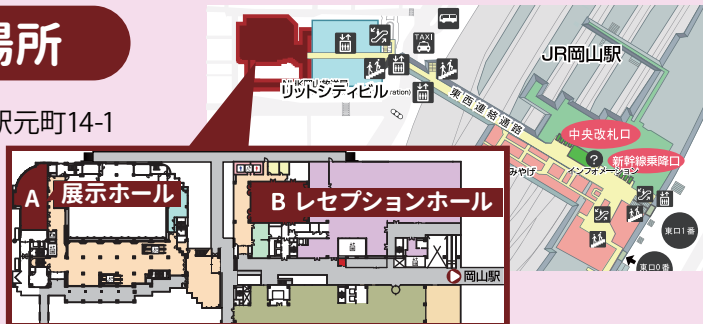 場所
駅元町14-1
TAXI
JR岡山駅
リットシティビル
東西連絡通路
中央改札口
?
新幹線乗降口
みやげ
インフォメーション
東口1番
東口0番
A
展示ホール
B レセプションホール
岡山駅